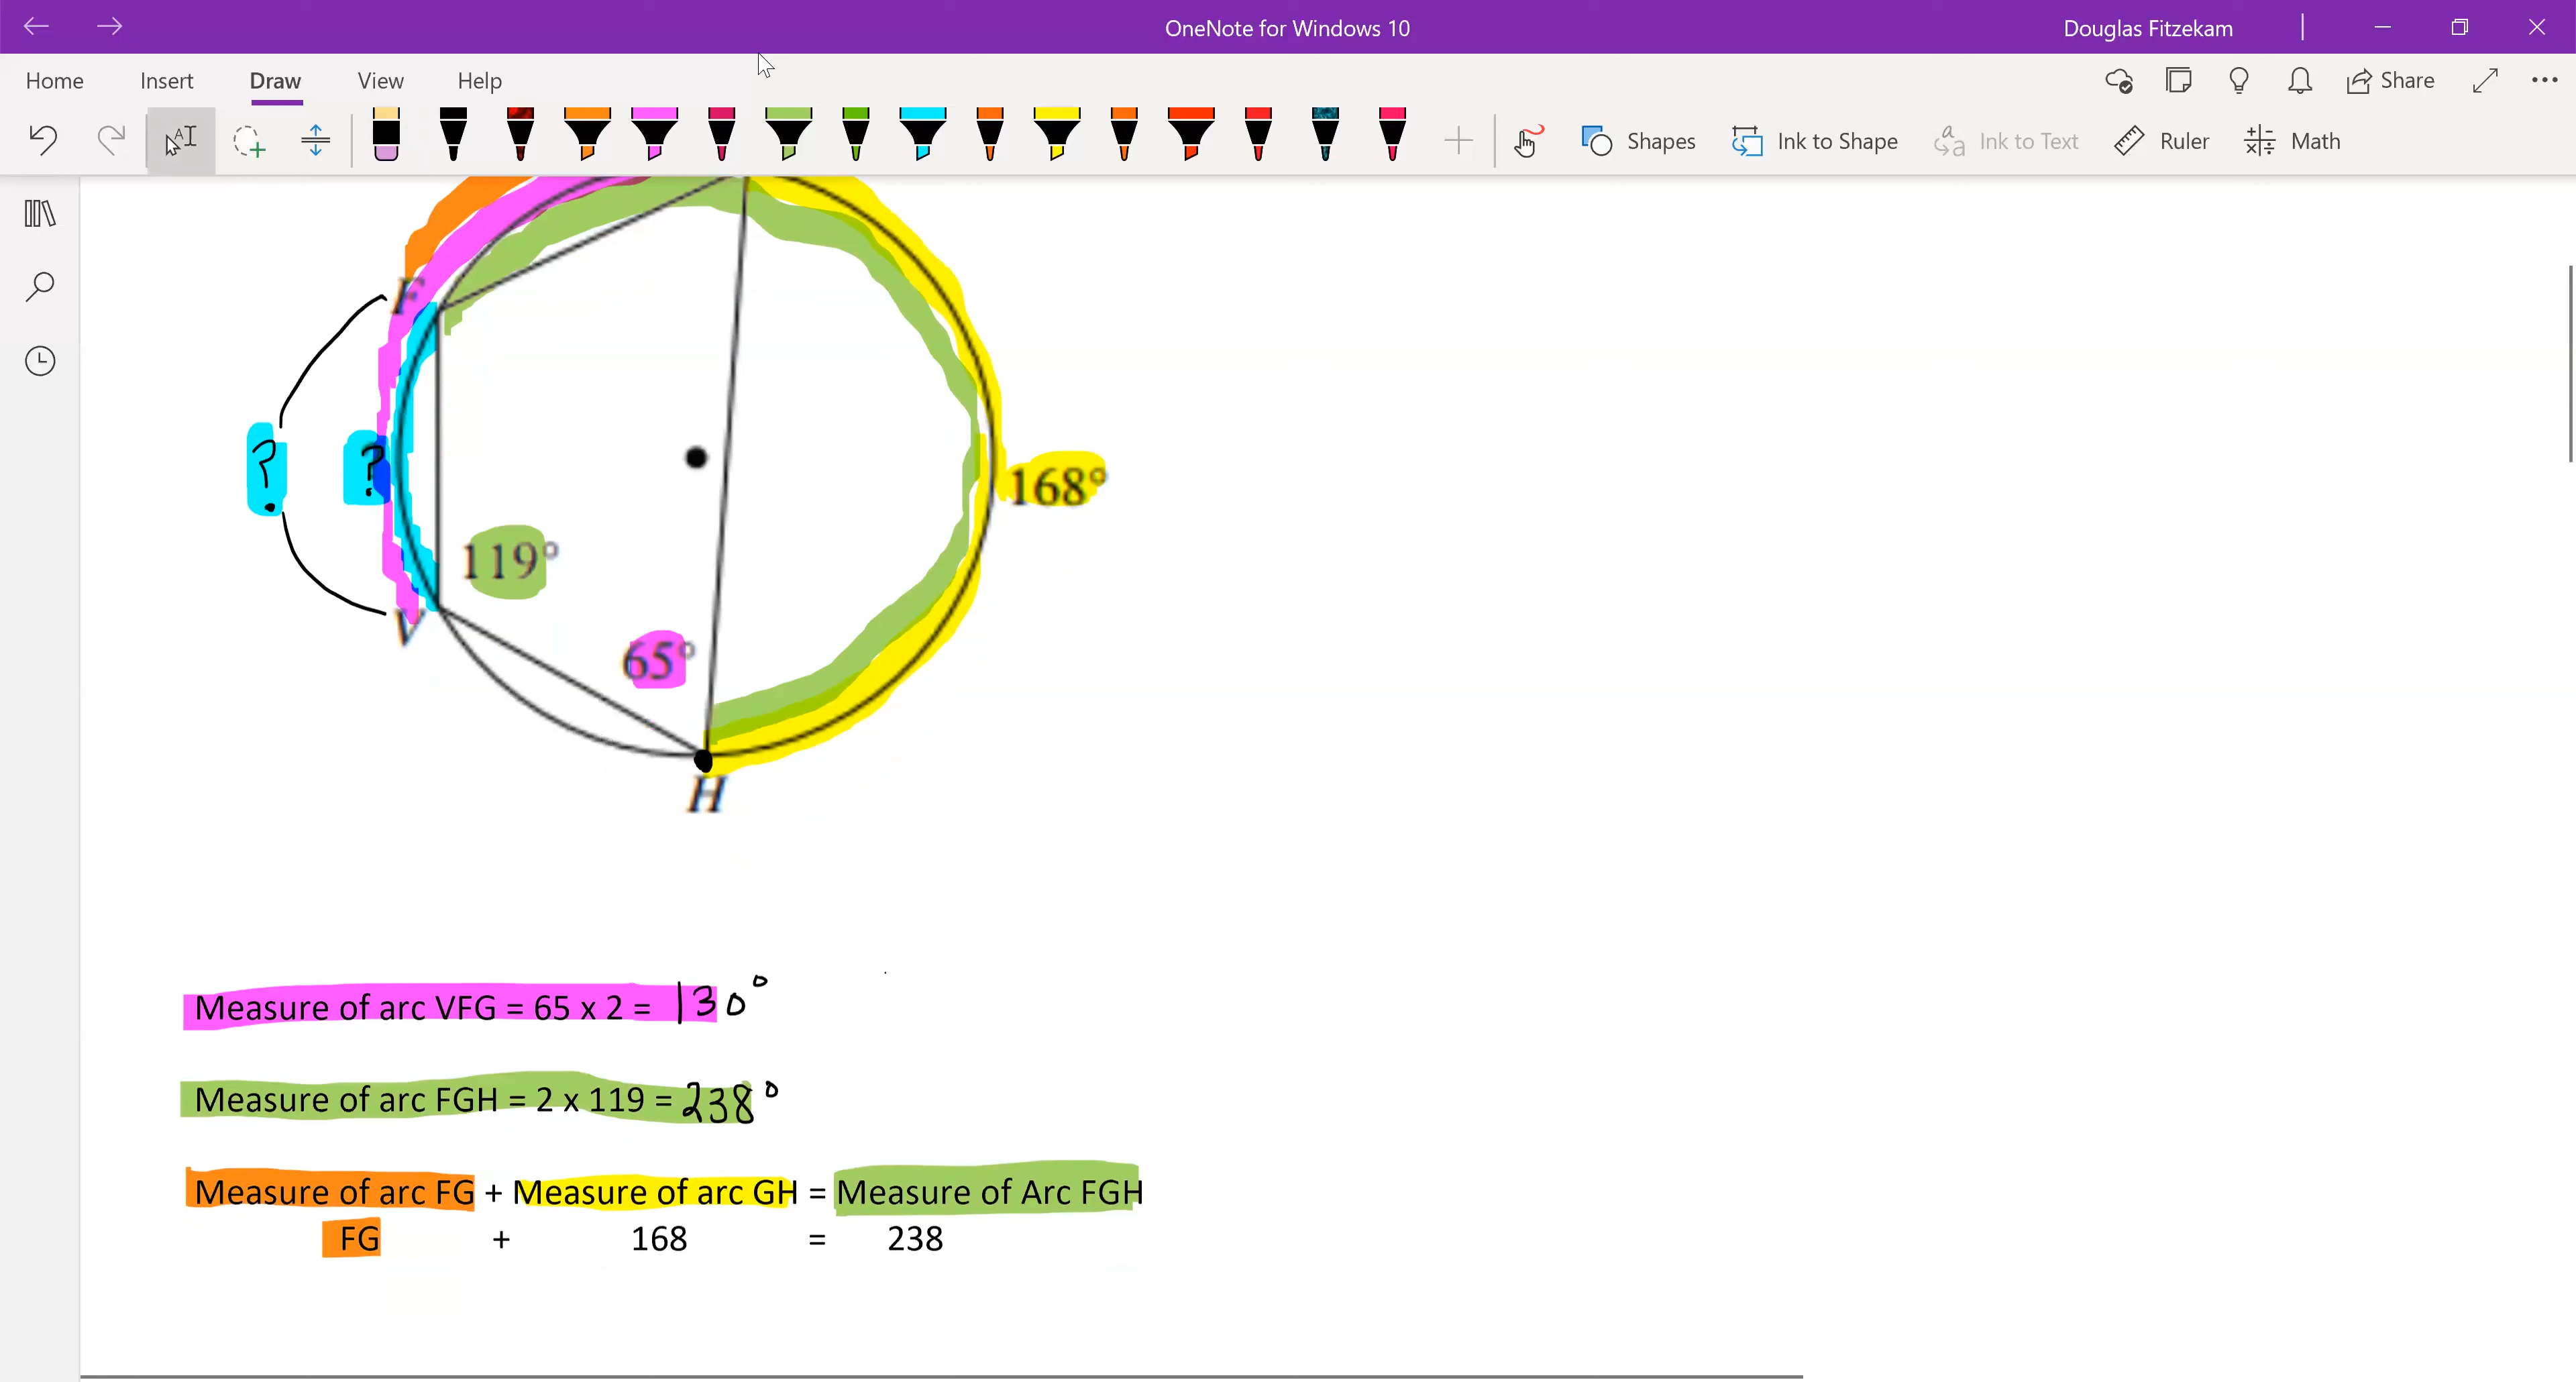 OneNote for Windows 10 Douglas Fitzekam
Home Insert Draw View Help Share
Shapes Ink to Shape Ink to Text Ruler Math
F
? ? 168°
119°
V
65°
H
Measure of arc VFG = 65 x 2 = 130°
Measure of arc FGH = 2 x 119 = 238°
Measure of arc FG + Measure of arc GH = Measure of Arc FGH
FG + 168 = 238